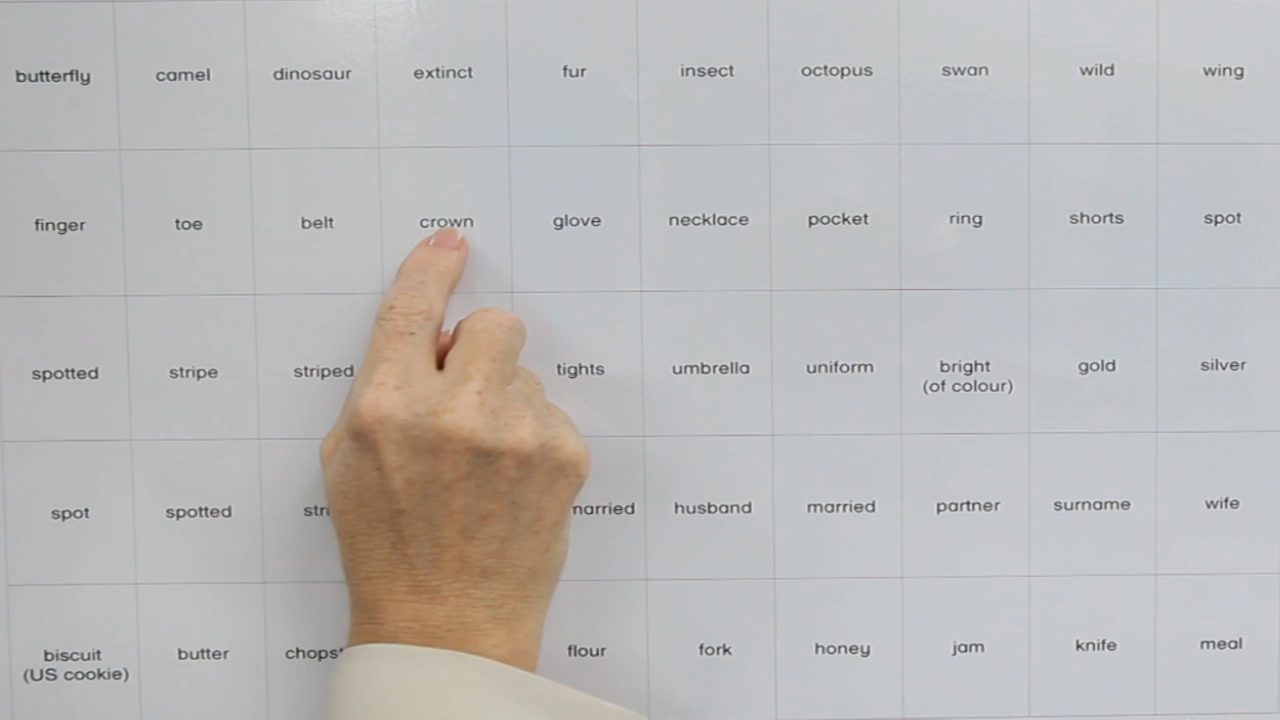 butterfly camel dinosaur extinct fur insect octopus swan wild wing
finger toe belt crown glove necklace pocket ring shorts spot
spotted stripe striped tights umbrella uniform bright gold silver
(of colour)
spot spotted husband married partner surname wife
biscuit butter flour fork honey jam knife meal
(US cookie)